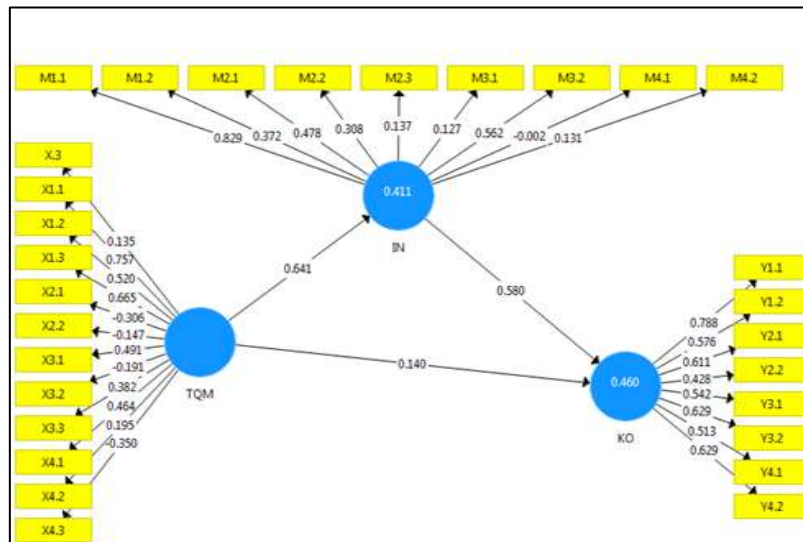 M1.1 M1.2 M2.1 M2.2 M2.3 M3.1 M3.2 M4.1 M4.2
0.829 0.372 0.478 0.308 0.137 0.127 0.562 -0.002 0.131
X.3
X1.1
X1.2
X1.3
X2.1
X2.2
X3.1
X3.2
X3.3
X4.1
X4.2
X4.3
0.135
0.757
0.520
0.665
-0.306
-0.147
0.491
-0.191
0.382
0.464
0.195
-0.350
TQM
0.641
0.411
IN
0.580
0.140
0.460
KO
0.788
0.576
0.611
0.428
0.542
0.629
0.513
0.629
Y1.1
Y1.2
Y2.1
Y2.2
Y3.1
Y3.2
Y4.1
Y4.2